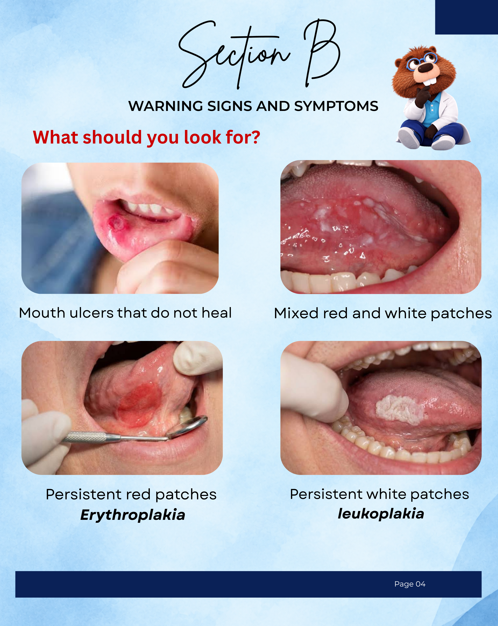 Section B
WARNING SIGNS AND SYMPTOMS
What should you look for?
Mouth ulcers that do not heal
Mixed red and white patches
Persistent red patches
Erythroplakia
Persistent white patches
leukoplakia
Page 04